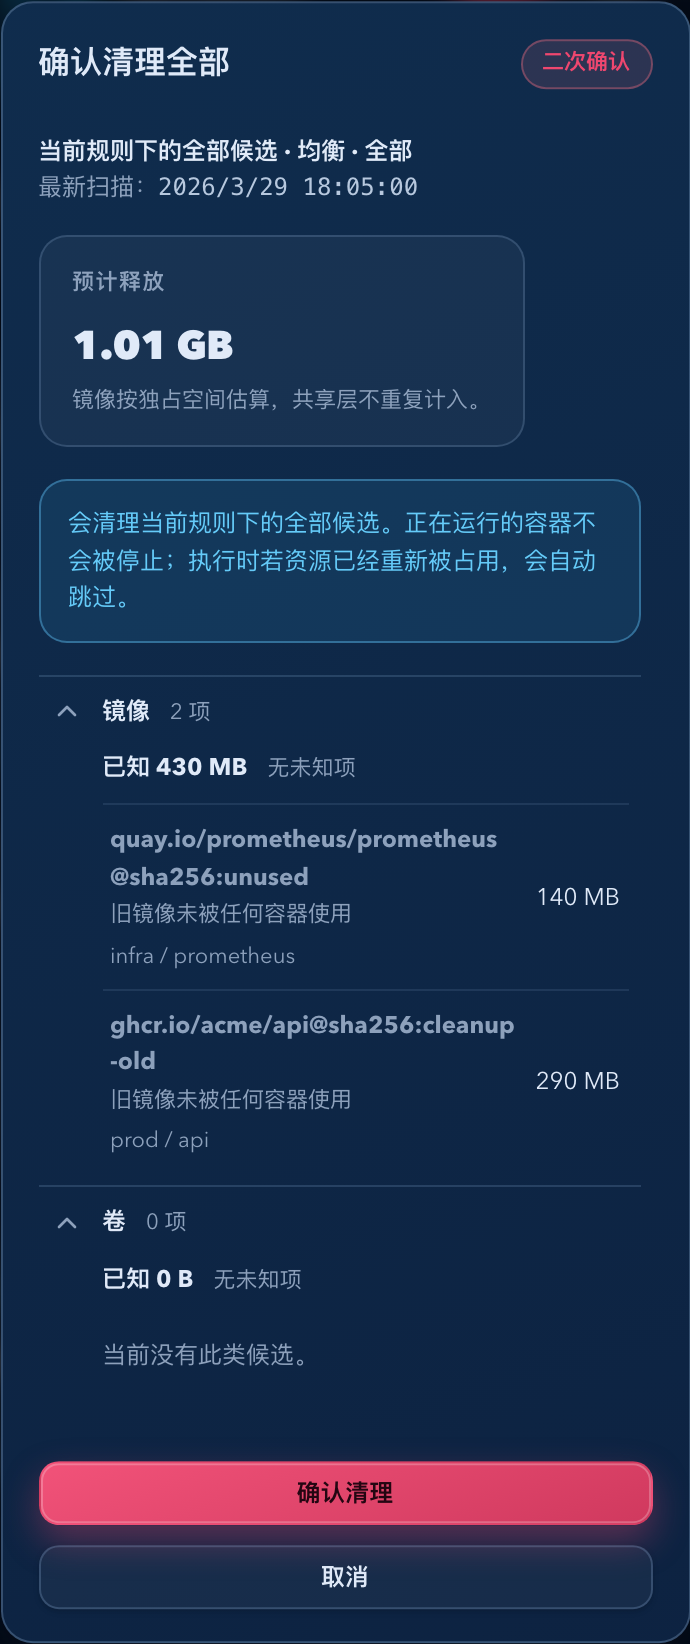 确认清理全部
二次确认
当前规则下的全部候选 · 均衡 · 全部
最新扫描：2026/3/29 18:05:00
预计释放
1.01 GB
镜像按独占空间估算，共享层不重复计入。
会清理当前规则下的全部候选。正在运行的容器不
会被停止；执行时若资源已经重新被占用，会自动
跳过。
镜像 2 项
已知 430 MB 无未知项
quay.io/prometheus/prometheus
@sha256:unused
旧镜像未被任何容器使用
140 MB
infra / prometheus
ghcr.io/acme/api@sha256:cleanup
-old
290 MB
旧镜像未被任何容器使用
prod / api
卷 0 项
已知 0 B 无未知项
当前没有此类候选。
确认清理
取消